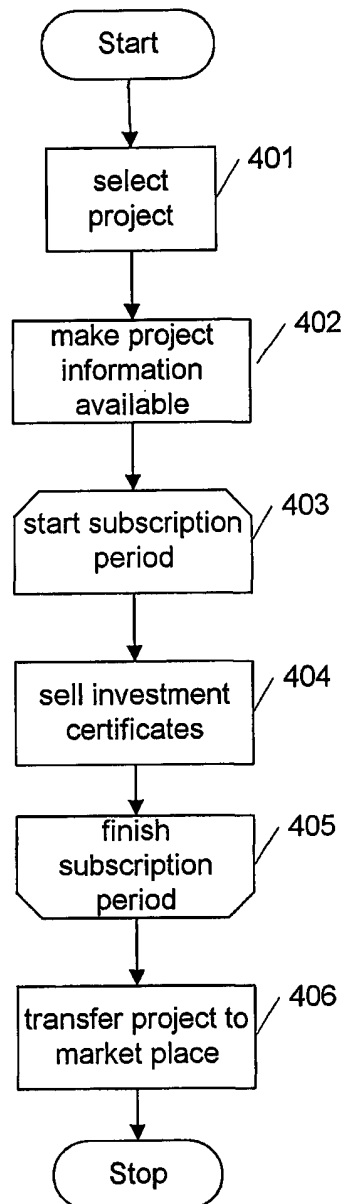 Start
401
select
project
402
make project
information
available
403
start subscription
period
404
sell investment
certificates
405
finish
subscription
period
406
transfer project to
market place
Stop